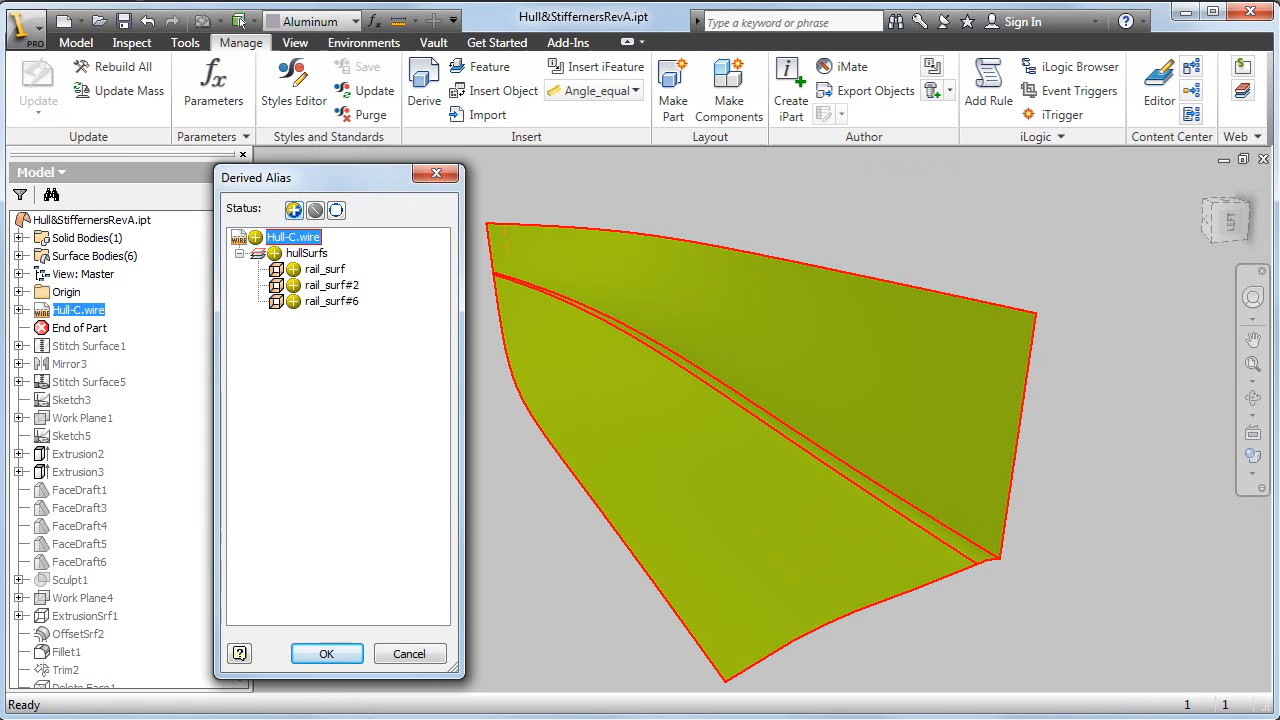 Aluminum
Hull&StiffernersRevA.ipt
Type a keyword or phrase
Sign In
PRO
Model Inspect Tools Manage View Environments Vault Get Started Add-Ins
Update
Rebuild All
Update Mass
Update
Parameters
Parameters
Styles Editor
Save
Update
Purge
Styles and Standards
Derive
Feature
Insert Object
Import
Insert iFeature
Angle_equal
Insert
Make Part
Make Components
Layout
Create iPart
iMate
Export Objects
Author
Add Rule
iLogic Browser
Event Triggers
iTrigger
iLogic
Editor
Content Center
Web
Model
Hull&StiffernersRevA.ipt
Solid Bodies(1)
Surface Bodies(6)
View: Master
Origin
Hull-C.wire
End of Part
Stitch Surface1
Mirror3
Stitch Surface5
Sketch3
Work Plane1
Sketch5
Extrusion2
Extrusion3
FaceDraft1
FaceDraft3
FaceDraft4
FaceDraft5
FaceDraft6
Sculpt1
Work Plane4
ExtrusionSrf1
OffsetSrf2
Fillet1
Trim2
Delete Face1
Derived Alias
Status:
WIRE
Hull-C.wire
hullSurfs
rail_surf
rail_surf#2
rail_surf#6
OK
Cancel
LEFT
Ready
1 1